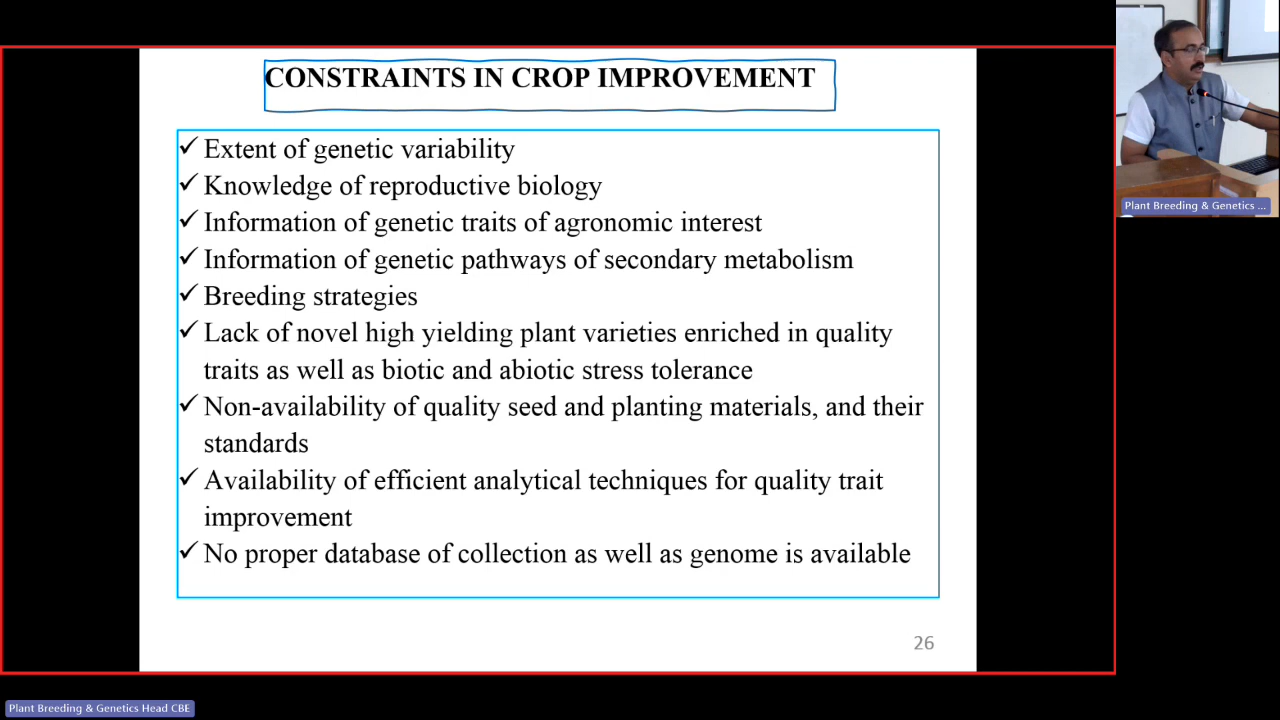 CONSTRAINTS IN CROP IMPROVEMENT
✓ Extent of genetic variability
✓ Knowledge of reproductive biology
✓ Information of genetic traits of agronomic interest
✓ Information of genetic pathways of secondary metabolism
✓ Breeding strategies
✓ Lack of novel high yielding plant varieties enriched in quality
traits as well as biotic and abiotic stress tolerance
✓ Non-availability of quality seed and planting materials, and their
standards
✓ Availability of efficient analytical techniques for quality trait
improvement
✓ No proper database of collection as well as genome is available
26
Plant Breeding & Genetics ...
Plant Breeding & Genetics Head CBE